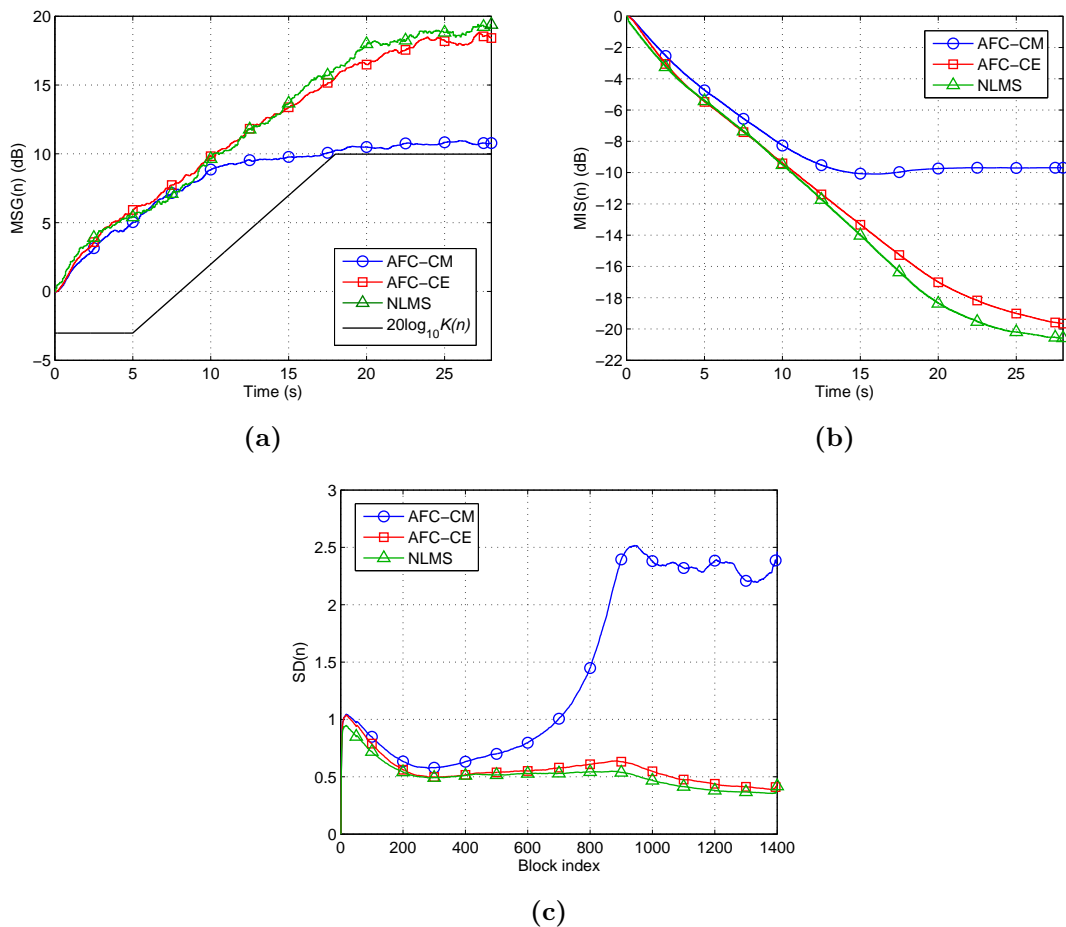 MSG(n) (dB)
20
15
10
5
0
−5
0 5 10 15 20 25
Time (s)
AFC−CM
AFC−CE
NLMS
20log10K(n)
(a)
MIS(n) (dB)
0
−2
−4
−6
−8
−10
−12
−14
−16
−18
−20
−22
0 5 10 15 20 25
Time (s)
AFC−CM
AFC−CE
NLMS
(b)
SD(n)
3
2.5
2
1.5
1
0.5
0
0 200 400 600 800 1000 1200 1400
Block index
AFC−CM
AFC−CE
NLMS
(c)